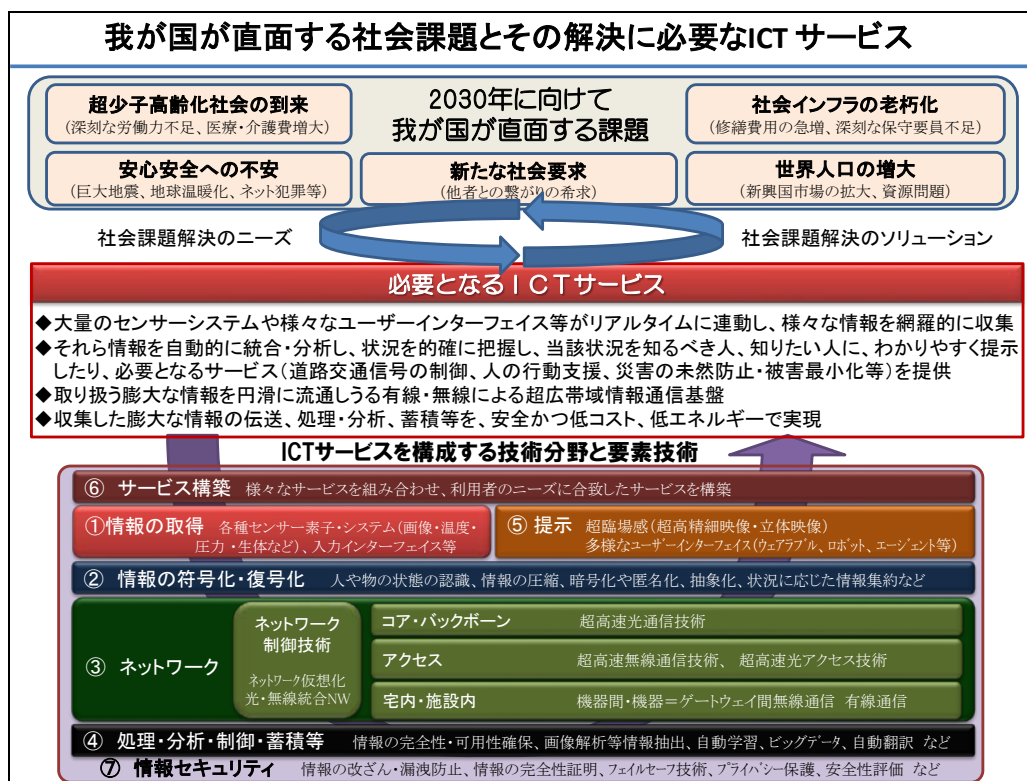 我が国が直面する社会課題とその解決に必要なICT サービス
超少子高齢化社会の到来
(深刻な労働力不足、医療・介護費増大)
2030年に向けて
我が国が直面する課題
社会インフラの老朽化
(修繕費用の急増、深刻な保守要員不足)
安心安全への不安
(巨大地震、地球温暖化、ネット犯罪等)
新たな社会要求
(他者との繋がりの希求)
世界人口の増大
(新興国市場の拡大、資源問題)
社会課題解決のニーズ
社会課題解決のソリューション
必要となるICTサービス
◆大量のセンサーシステムや様々なユーザーインターフェイス等がリアルタイムに連動し、様々な情報を網羅的に収集
◆それら情報を自動的に統合・分析し、状況を的確に把握し、当該状況を知るべき人、知りたい人に、わかりやすく提示
したり、必要となるサービス(道路交通信号の制御、人の行動支援、災害の未然防止・被害最小化等)を提供
◆取り扱う膨大な情報を円滑に流通しうる有線・無線による超広帯域情報通信基盤
◆収集した膨大な情報の伝送、処理・分析、蓄積等を、安全かつ低コスト、低エネルギーで実現
ICTサービスを構成する技術分野と要素技術
⑥ サービス構築 様々なサービスを組み合わせ、利用者のニーズに合致したサービスを構築
①情報の取得 各種センサー素子・システム(画像・温度・
圧力・生体など)、入力インターフェイス等
⑤ 提示 超臨場感(超高精細映像・立体映像)
多様なユーザーインターフェイス(ウェアラブル、ロボット、エージェント等)
② 情報の符号化・復号化 人や物の状態の認識、情報の圧縮、暗号化や匿名化、抽象化、状況に応じた情報集約など
③ ネットワーク
ネットワーク
制御技術
ネットワーク仮想化
光・無線統合NW
コア・バックボーン 超高速光通信技術
アクセス 超高速無線通信技術、 超高速光アクセス技術
宅内・施設内 機器間・機器=ゲートウェイ間無線通信 有線通信
④ 処理・分析・制御・蓄積等 情報の完全性・可用性確保、画像解析等情報抽出、自動学習、ビッグデータ、自動翻訳 など
⑦ 情報セキュリティ 情報の改ざん・漏洩防止、情報の完全性証明、フェイルセーフ技術、プライバシー保護、安全性評価 など